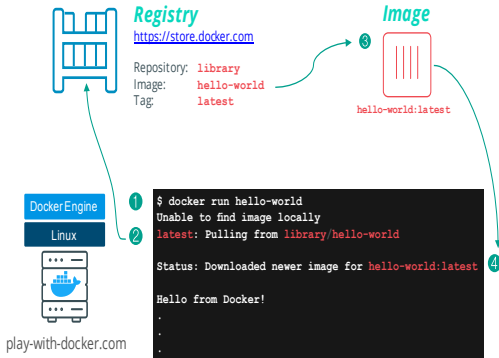 Registry
https://store.docker.com
Repository: library
Image: hello-world
Tag: latest
Image
3
hello-world:latest
Docker Engine
Linux
play-with-docker.com
1
2
$ docker run hello-world
Unable to find image locally
latest: Pulling from library/hello-world
Status: Downloaded newer image for hello-world:latest
4
Hello from Docker!
.
.
.